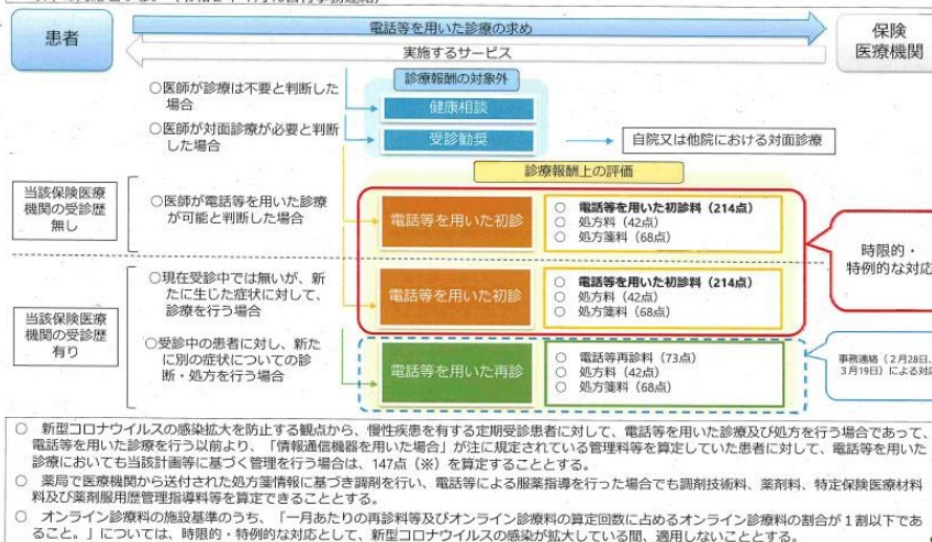 患者
電話等を用いた診療の求め
実施するサービス
保険
医療機関
診療報酬の対象外
○医師が診療は不要と判断した
場合
健康相談
○医師が対面診療が必要と判断
した場合
受診勧奨
自院又は他院における対面診療
診療報酬上の評価
当該保険医療
機関の受診歴
無し
○医師が電話等を用いた診療
が可能と判断した場合
電話等を用いた初診
○ 電話等を用いた初診料（214点）
○ 処方料（42点）
○ 処方箋料（68点）
時限的・
特例的な対応
当該保険医療
機関の受診歴
有り
○現在受診中では無いが、新
たに生じた症状に対して、
診療を行う場合
電話等を用いた初診
○ 電話等を用いた初診料（214点）
○ 処方料（42点）
○ 処方箋料（68点）
○受診中の患者に対し、新た
に別の症状についての診
断・処方を行う場合
電話等を用いた再診
○ 電話等再診料（73点）
○ 処方料（42点）
○ 処方箋料（68点）
事務連絡（２月28日、
３月19日）による対応
○ 新型コロナウイルスの感染拡大を防止する観点から、慢性疾患を有する定期受診患者に対して、電話等を用いた診療及び処方を行う場合であって、
電話等を用いた診療を行う以前より、「情報通信機器を用いた場合」が注に規定されている管理料等を算定していた患者に対して、電話等を用いた
診療においても当該計画等に基づく管理を行う場合は、147点（※）を算定することとする。
○ 薬局で医療機関から送付された処方箋情報に基づき調剤を行い、電話等による服薬指導を行った場合でも調剤技術料、薬剤料、特定保険医療材料
料及び薬剤服用歴管理指導料等を算定できることとする。
○ オンライン診療料の施設基準のうち、「一月あたりの再診料等及びオンライン診療料の算定回数に占めるオンライン診療料の割合が１割以下であ
ること。」については、時限的・特例的な対応として、新型コロナウイルスの感染が拡大している間、適用しないこととする。